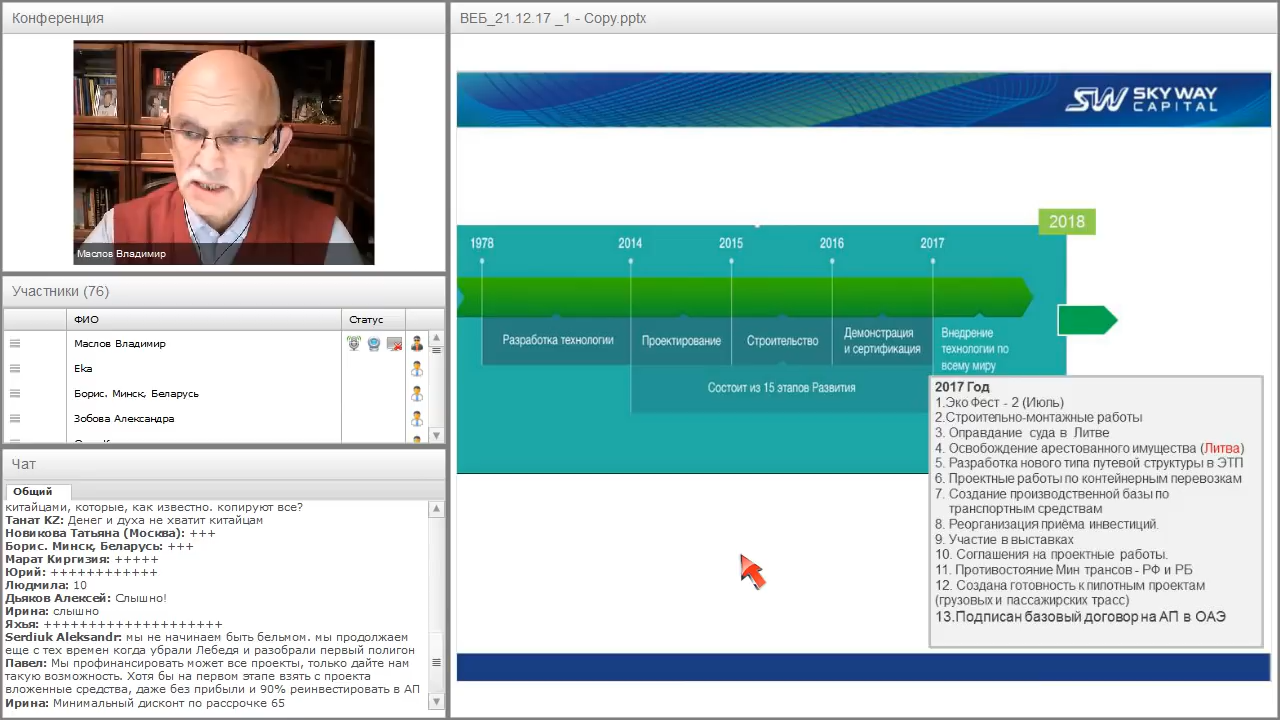 Конференция
Маслов Владимир
Участники (76)
ФИО
Статус
Маслов Владимир
Eka
Борис. Минск, Беларусь
Зобова Александра
Чат
Общий
китайцами, которые, как известно. копируют все?
Танат KZ: Денег и духа не хватит китайцам
Новикова Татьяна (Москва): +++
Борис. Минск, Беларусь: +++
Марат Киргизия: +++++
Юрий: ++++++++++++
Людмила: 10
Дьяков Алексей: Слышно!
Ирина: слышно
Яхья: ++++++++++++++++++++
Serdiuk Aleksandr: мы не начинаем быть бельмом. мы продолжаем
еще с тех времен когда убрали Лебедя и разобрали первый полигон
Павел: Мы профинансировать может все проекты, только дайте нам
такую возможность. Хотя бы на первом этапе взять с проекта
вложенные средства, даже без прибыли и 90% реинвестировать в АП
Ирина: Минимальный дисконт по рассрочке 65
ВЕБ_21.12.17 _1 - Copy.pptx
SW SKY WAY
CAPITAL
2018
1978
2014
2015
2016
2017
Разработка технологии
Проектирование
Строительство
Демонстрация
и сертификация
Внедрение
технологии по
всему миру
Состоит из 15 этапов Развития
2017 Год
1.Эко Фест - 2 (Июль)
2.Строительно-монтажные работы
3. Оправдание суда в Литве
4. Освобождение арестованного имущества (Литва)
5. Разработка нового типа путевой структуры в ЭТП
6. Проектные работы по контейнерным перевозкам
7. Создание производственной базы по
транспортным средствам
8. Реорганизация приёма инвестиций.
9. Участие в выставках
10. Соглашения на проектные работы.
11. Противостояние Мин трансов - РФ и РБ
12. Создана готовность к пипотным проектам
(грузовых и пассажирских трасс)
13.Подписан базовый договор на АП в ОАЭ